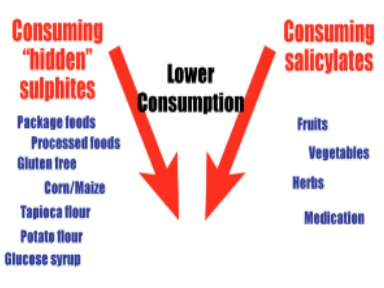 Consuming
"hidden"
sulphites
Package foods
Processed foods
Gluten free
Corn/Maize
Tapioca flour
Potato flour
Glucose syrup
Lower
Consumption
Consuming
salicylates
Fruits
Vegetables
Herbs
Medication